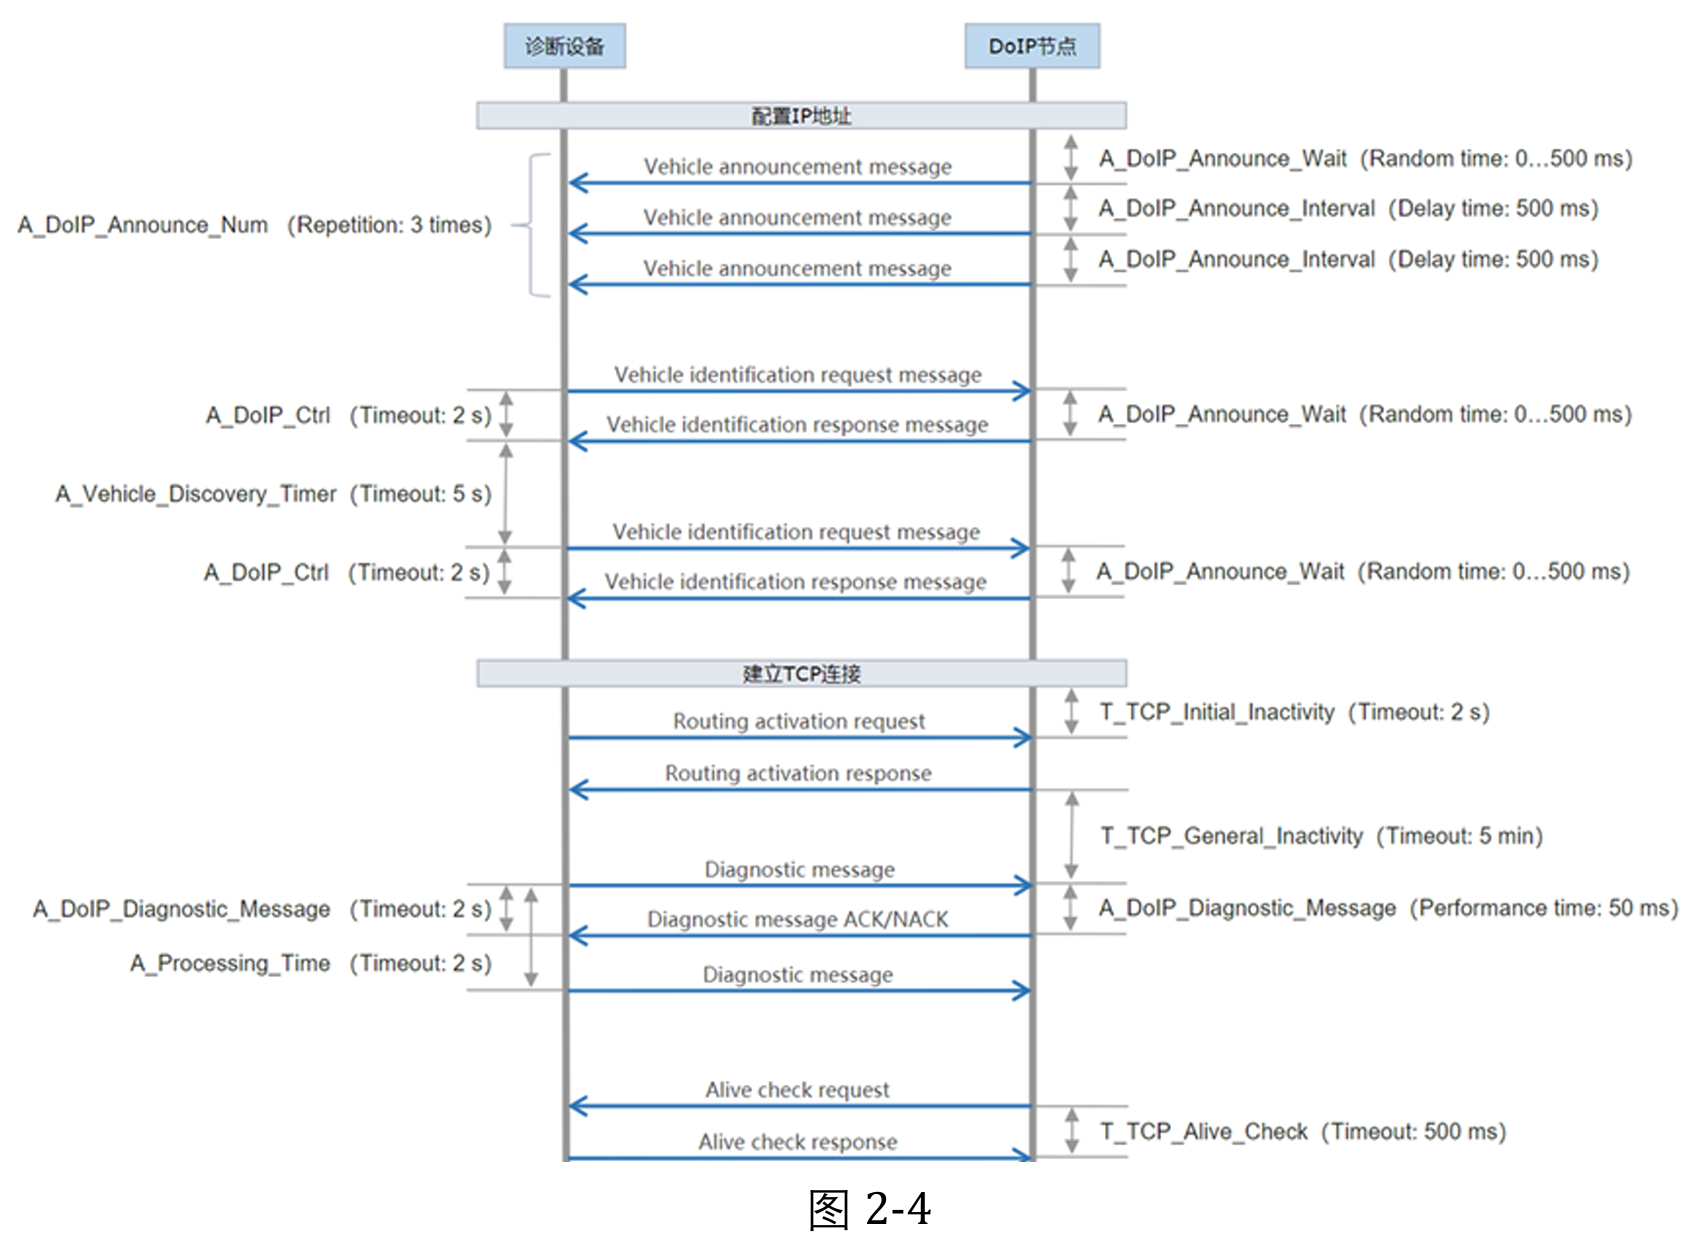 诊断设备
DoIP节点
配置IP地址
Vehicle announcement message
A_DoIP_Announce_Wait (Random time: 0...500 ms)
Vehicle announcement message
A_DoIP_Announce_Interval (Delay time: 500 ms)
A_DoIP_Announce_Num (Repetition: 3 times)
Vehicle announcement message
A_DoIP_Announce_Interval (Delay time: 500 ms)
Vehicle identification request message
A_DoIP_Ctrl (Timeout: 2 s)
A_DoIP_Announce_Wait (Random time: 0...500 ms)
Vehicle identification response message
A_Vehicle_Discovery_Timer (Timeout: 5 s)
Vehicle identification request message
A_DoIP_Ctrl (Timeout: 2 s)
A_DoIP_Announce_Wait (Random time: 0...500 ms)
Vehicle identification response message
建立TCP连接
T_TCP_Initial_Inactivity (Timeout: 2 s)
Routing activation request
Routing activation response
T_TCP_General_Inactivity (Timeout: 5 min)
Diagnostic message
A_DoIP_Diagnostic_Message (Timeout: 2 s)
A_DoIP_Diagnostic_Message (Performance time: 50 ms)
Diagnostic message ACK/NACK
A_Processing_Time (Timeout: 2 s)
Diagnostic message
Alive check request
T_TCP_Alive_Check (Timeout: 500 ms)
Alive check response
图 2-4